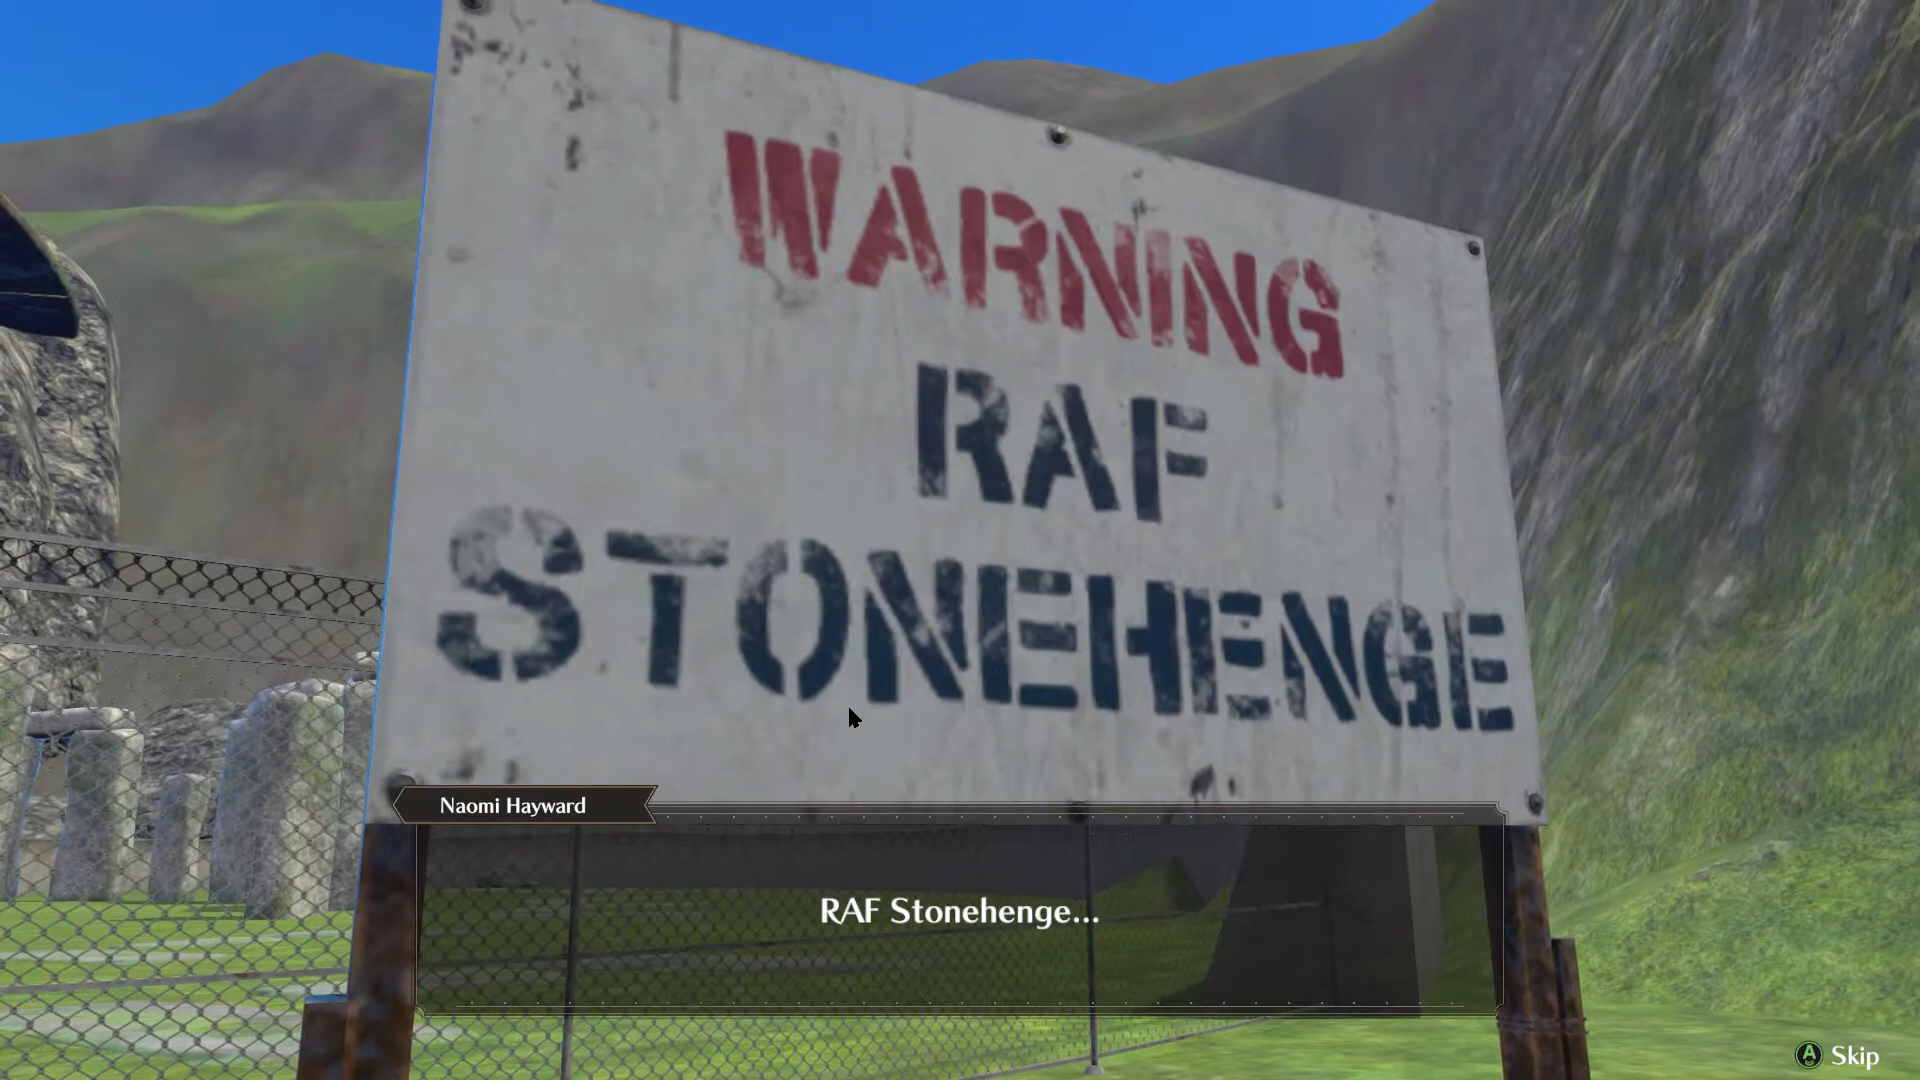 WARNING
RAF
STONEHENGE
Naomi Hayward
RAF Stonehenge...
A Skip